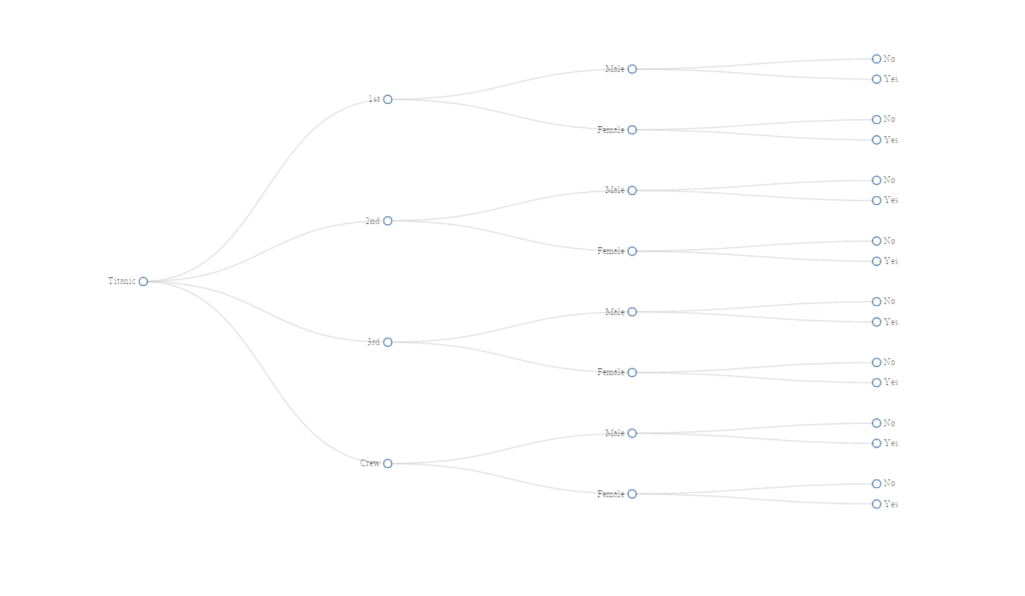 No
Male
Yes
1st
No
Female
Yes
No
Male
Yes
2nd
No
Female
Yes
Titanic
No
Male
Yes
3rd
No
Female
Yes
No
Male
Yes
Crew
No
Female
Yes